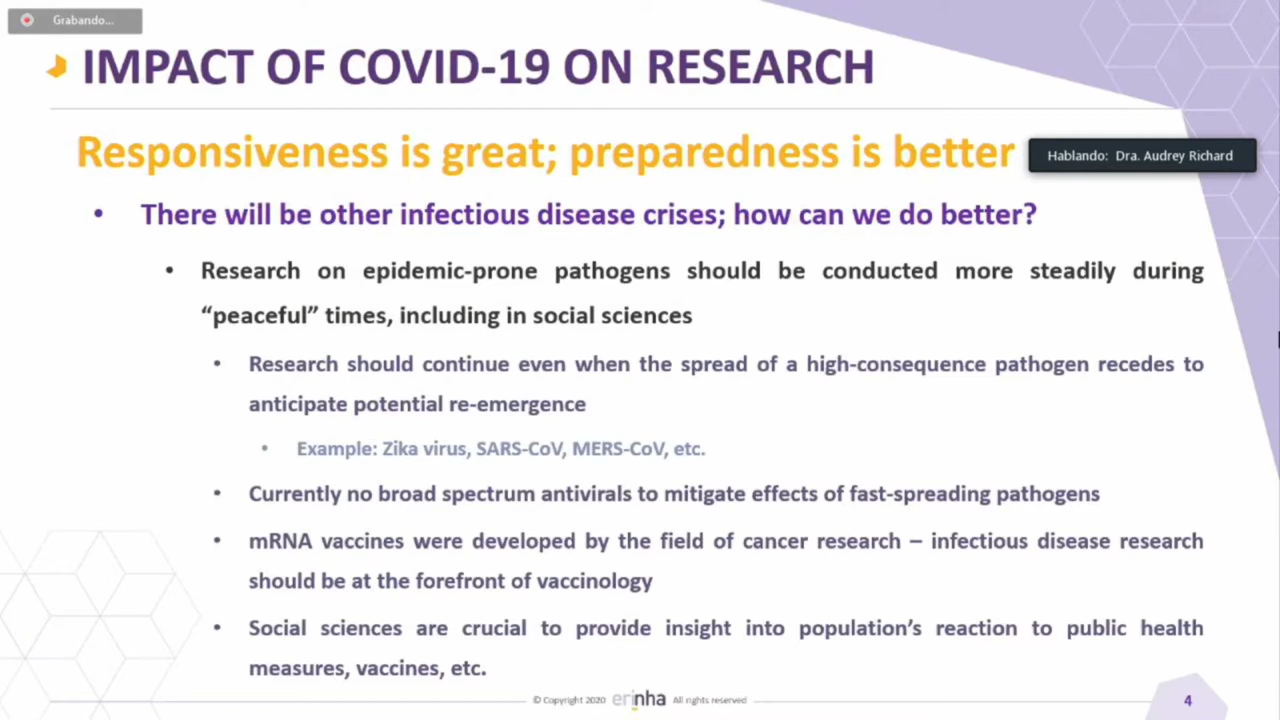 Grabando...
IMPACT OF COVID-19 ON RESEARCH
Responsiveness is great; preparedness is better
Hablando: Dra. Audrey Richard
• There will be other infectious disease crises; how can we do better?
• Research on epidemic-prone pathogens should be conducted more steadily during
“peaceful” times, including in social sciences
• Research should continue even when the spread of a high-consequence pathogen recedes to
anticipate potential re-emergence
• Example: Zika virus, SARS-CoV, MERS-CoV, etc.
• Currently no broad spectrum antivirals to mitigate effects of fast-spreading pathogens
• mRNA vaccines were developed by the field of cancer research – infectious disease research
should be at the forefront of vaccinology
• Social sciences are crucial to provide insight into population’s reaction to public health
measures, vaccines, etc.
© Copyright 2020 erinha All rights reserved
4